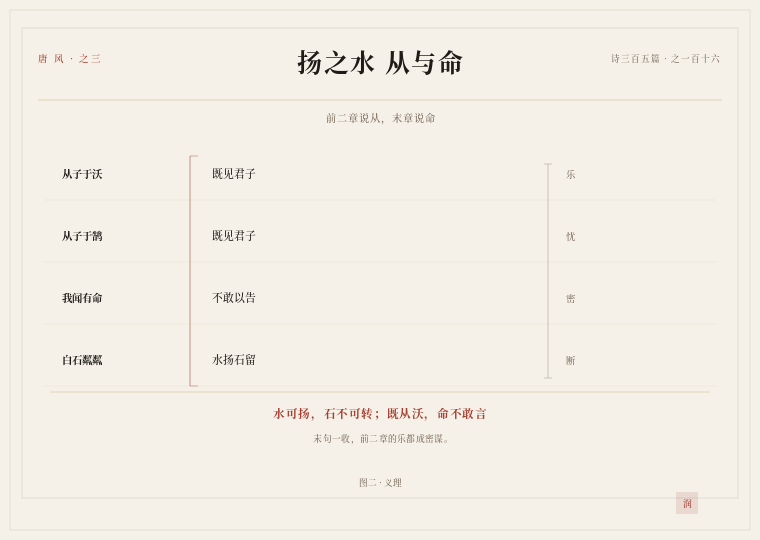 唐 风 · 之三
扬之水 从与命
诗三百五篇 · 之一百十六
前二章说从，末章说命
从子于沃 既见君子 乐
从子于鹄 既见君子 忧
我闻有命 不敢以告 密
白石粼粼 水扬石留 断
水可扬，石不可转；既从沃，命不敢言
末句一收，前二章的乐都成密谋。
图二 · 义理
润